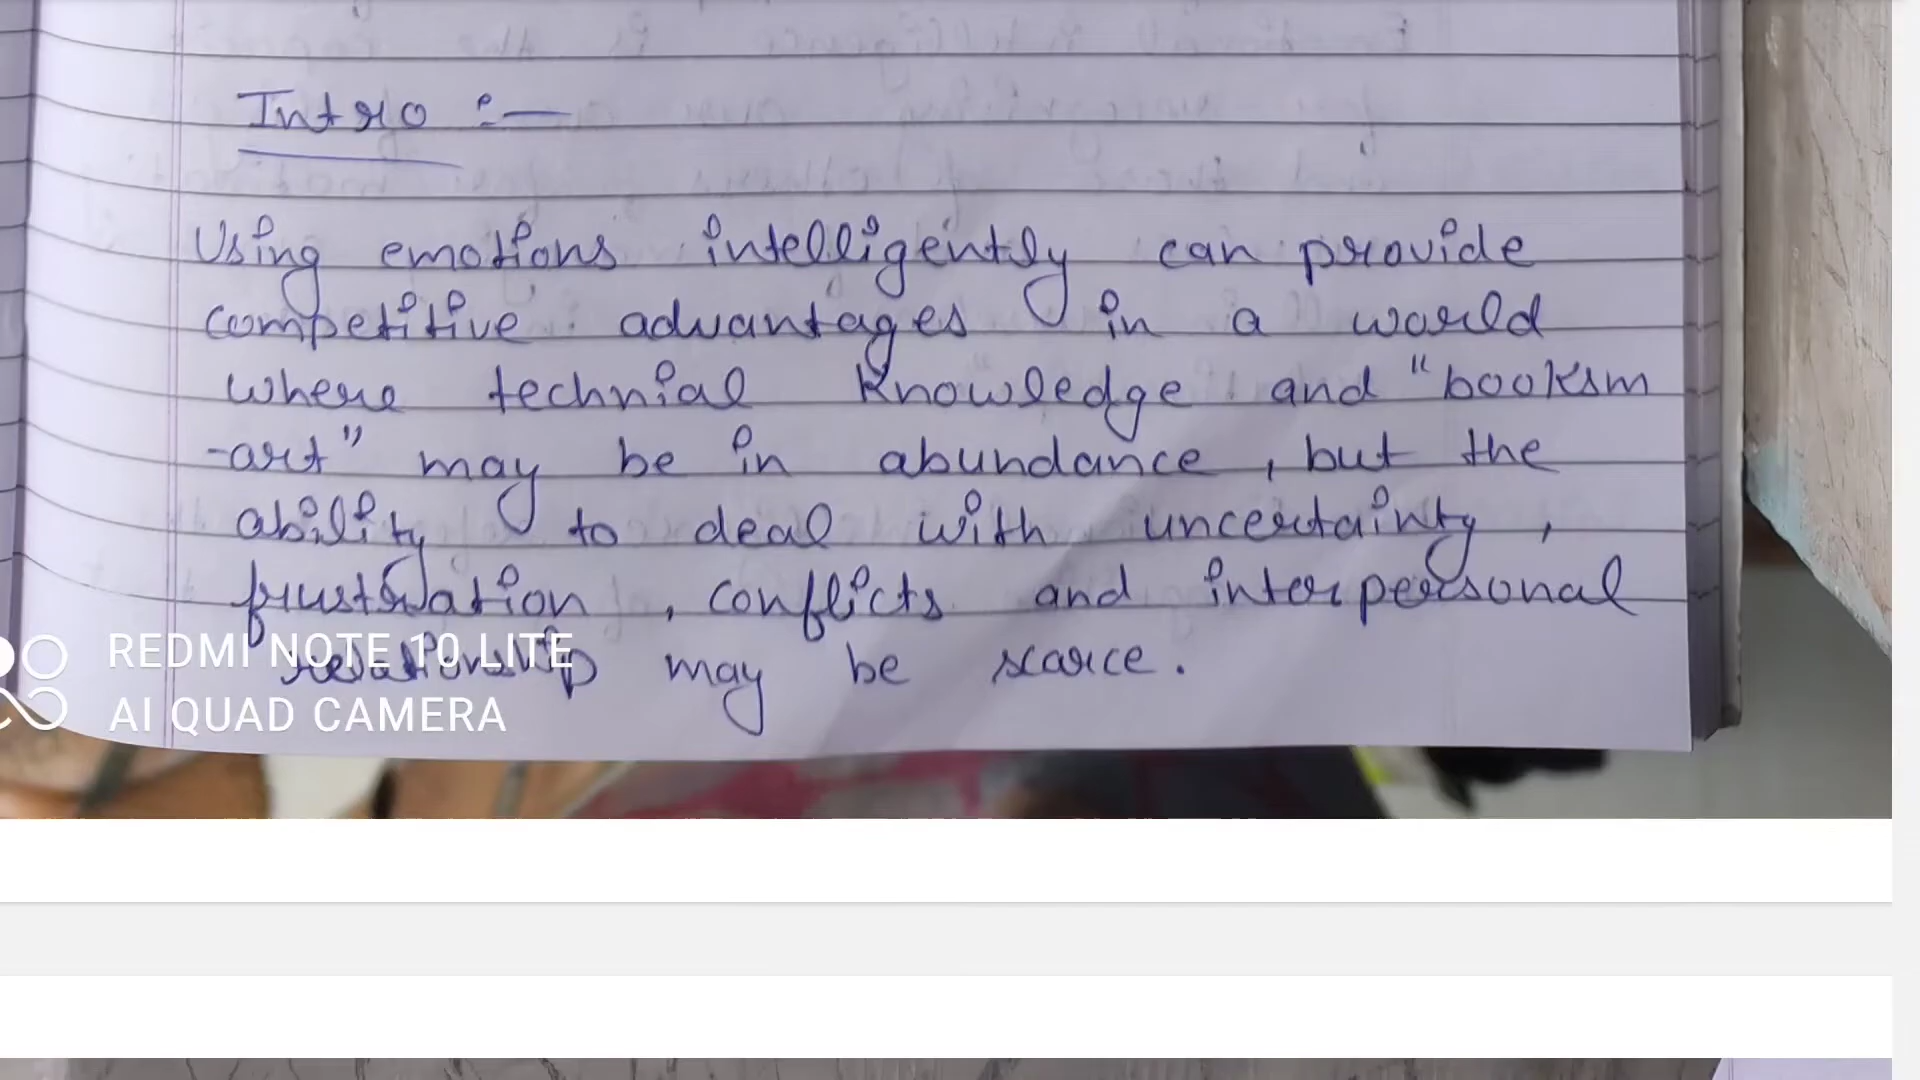 Intro :—
Using emotions intelligently can provide
competitive advantages in a world
where technial knowledge and "booksm
-art" may be in abundance, but the
ability to deal with uncertainty,
frustration, conflicts and interpersonal
relationship may be scarce.
REDMI NOTE 10 LITE
AI QUAD CAMERA